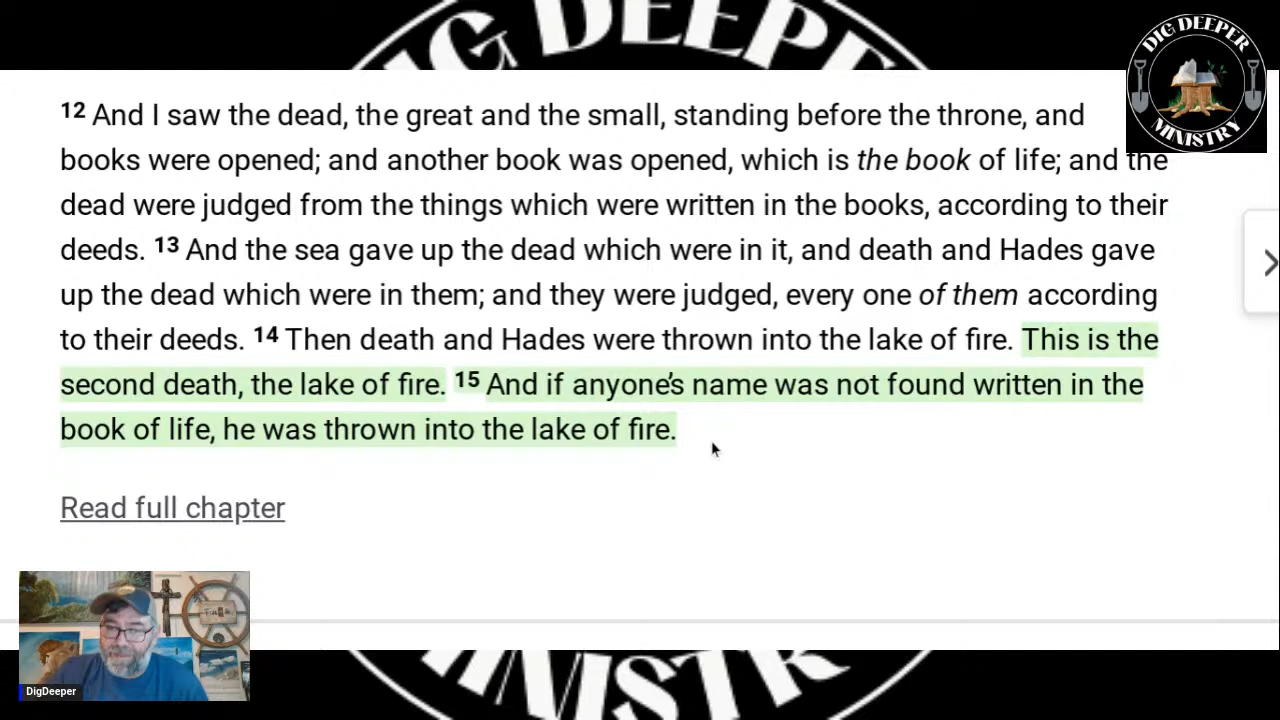 DIG DEEPER
DIG DEEPER
MINISTRY
12 And I saw the dead, the great and the small, standing before the throne, and
books were opened; and another book was opened, which is the book of life; and the
dead were judged from the things which were written in the books, according to their
deeds. 13 And the sea gave up the dead which were in it, and death and Hades gave
up the dead which were in them; and they were judged, every one of them according
to their deeds. 14 Then death and Hades were thrown into the lake of fire. This is the
second death, the lake of fire. 15 And if anyone's name was not found written in the
book of life, he was thrown into the lake of fire.
Read full chapter
DigDeeper
MINISTR